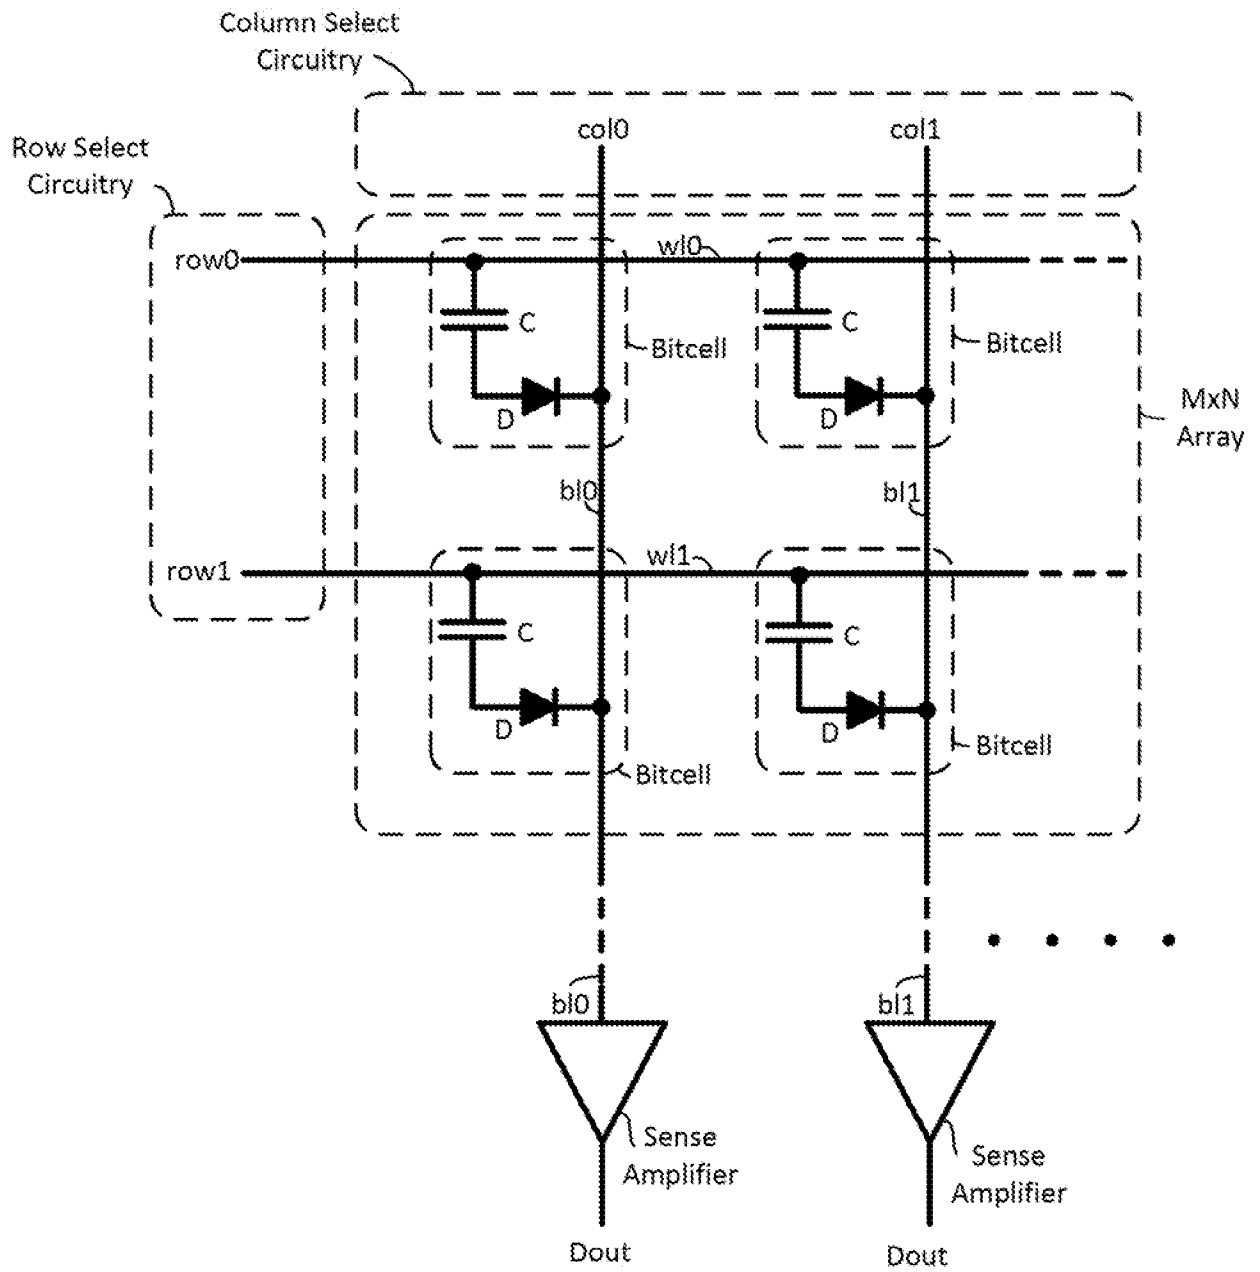 Column Select
Circuitry
Row Select
Circuitry
col0
col1
row0
wl0
C
C
Bitcell
Bitcell
D
D
MxN
Array
bl0
bl1
row1
wl1
C
C
D
D
Bitcell
Bitcell
bl0
bl1
Sense
Amplifier
Sense
Amplifier
Dout
Dout